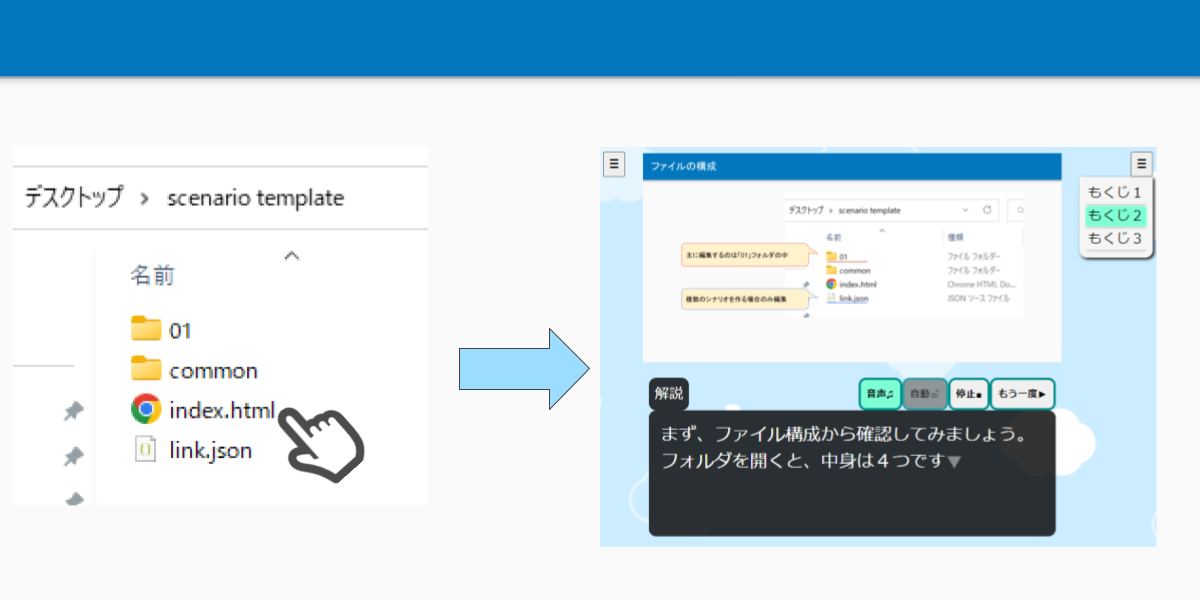 デスクトップ › scenario template
名前
01
common
index.html
link.json
ファイルの構成
デスクトップ › scenario template
名前 種類
主に編集するのは「01」フォルダの中
01 ファイル フォルダー
common ファイル フォルダー
index.html Chrome HTML Do...
複数のシナリオを作る場合のみ編集
link.json JSON ソース ファイル
もくじ１
もくじ２
もくじ３
解説
音声♫
自動
停止■
もう一度▶
まず、ファイル構成から確認してみましょう。
フォルダを開くと、中身は４つです▼